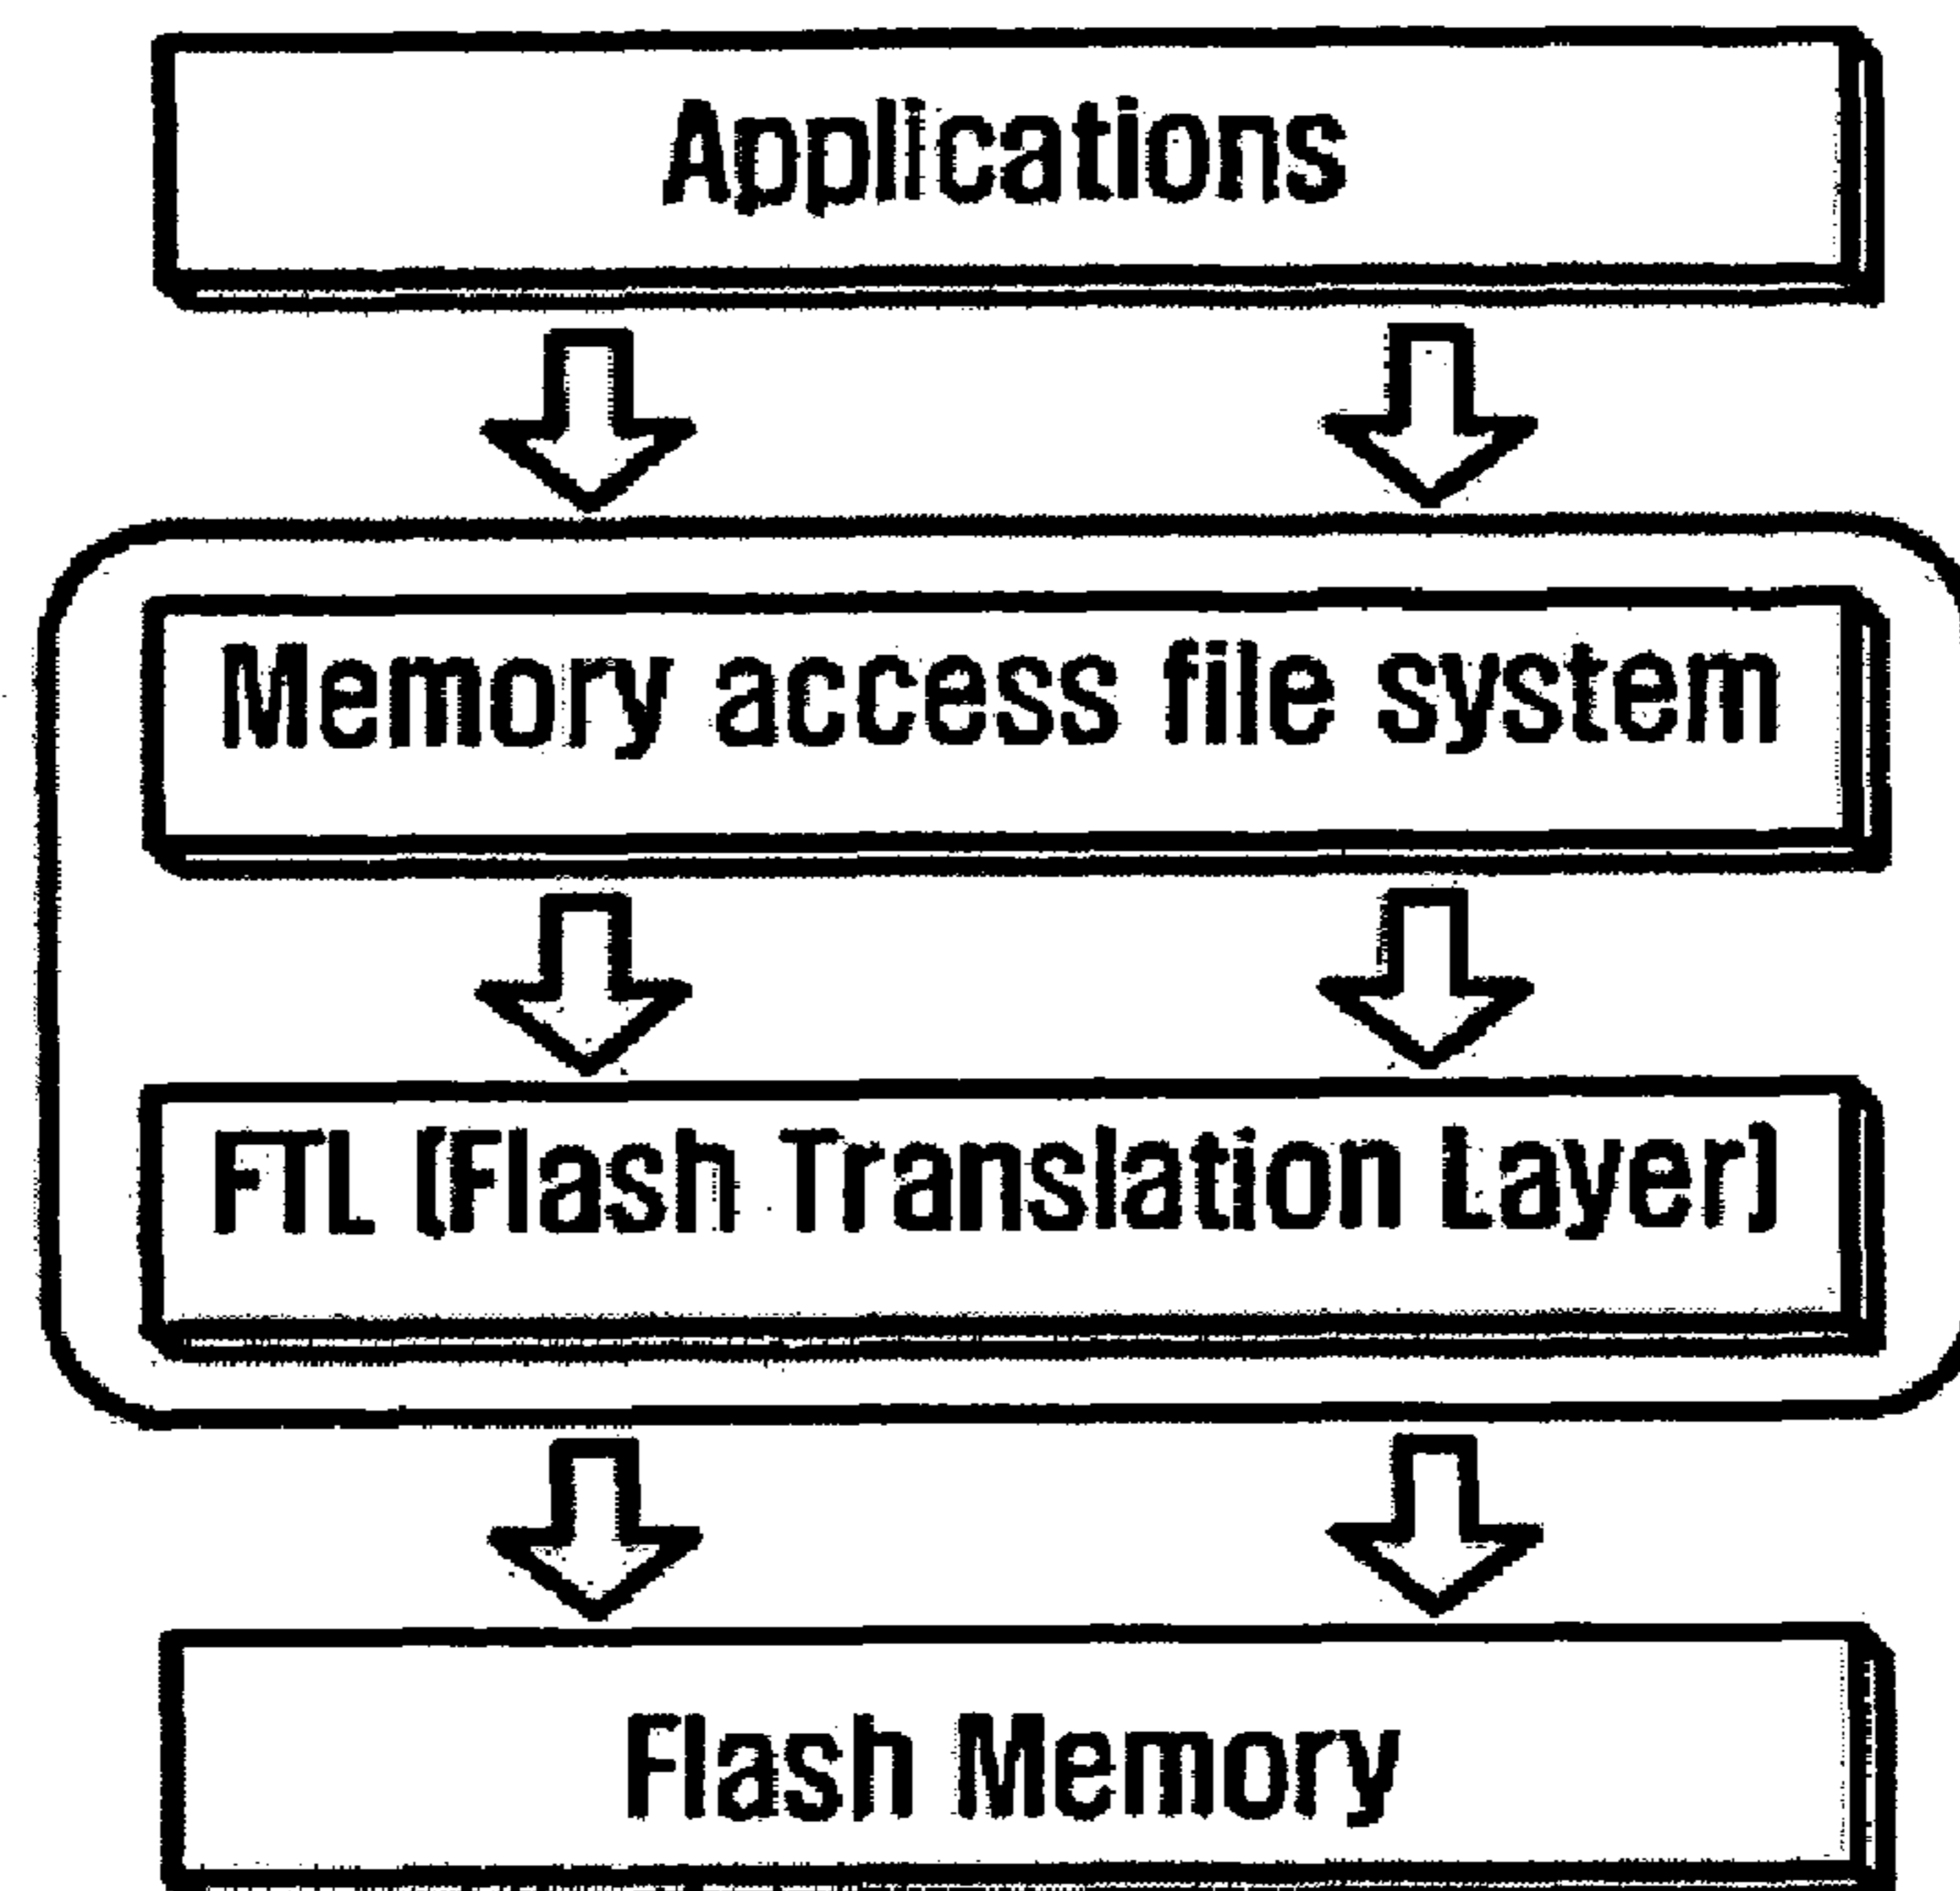 Applications
Memory access file system
FTL (Flash Translation Layer)
Flash Memory